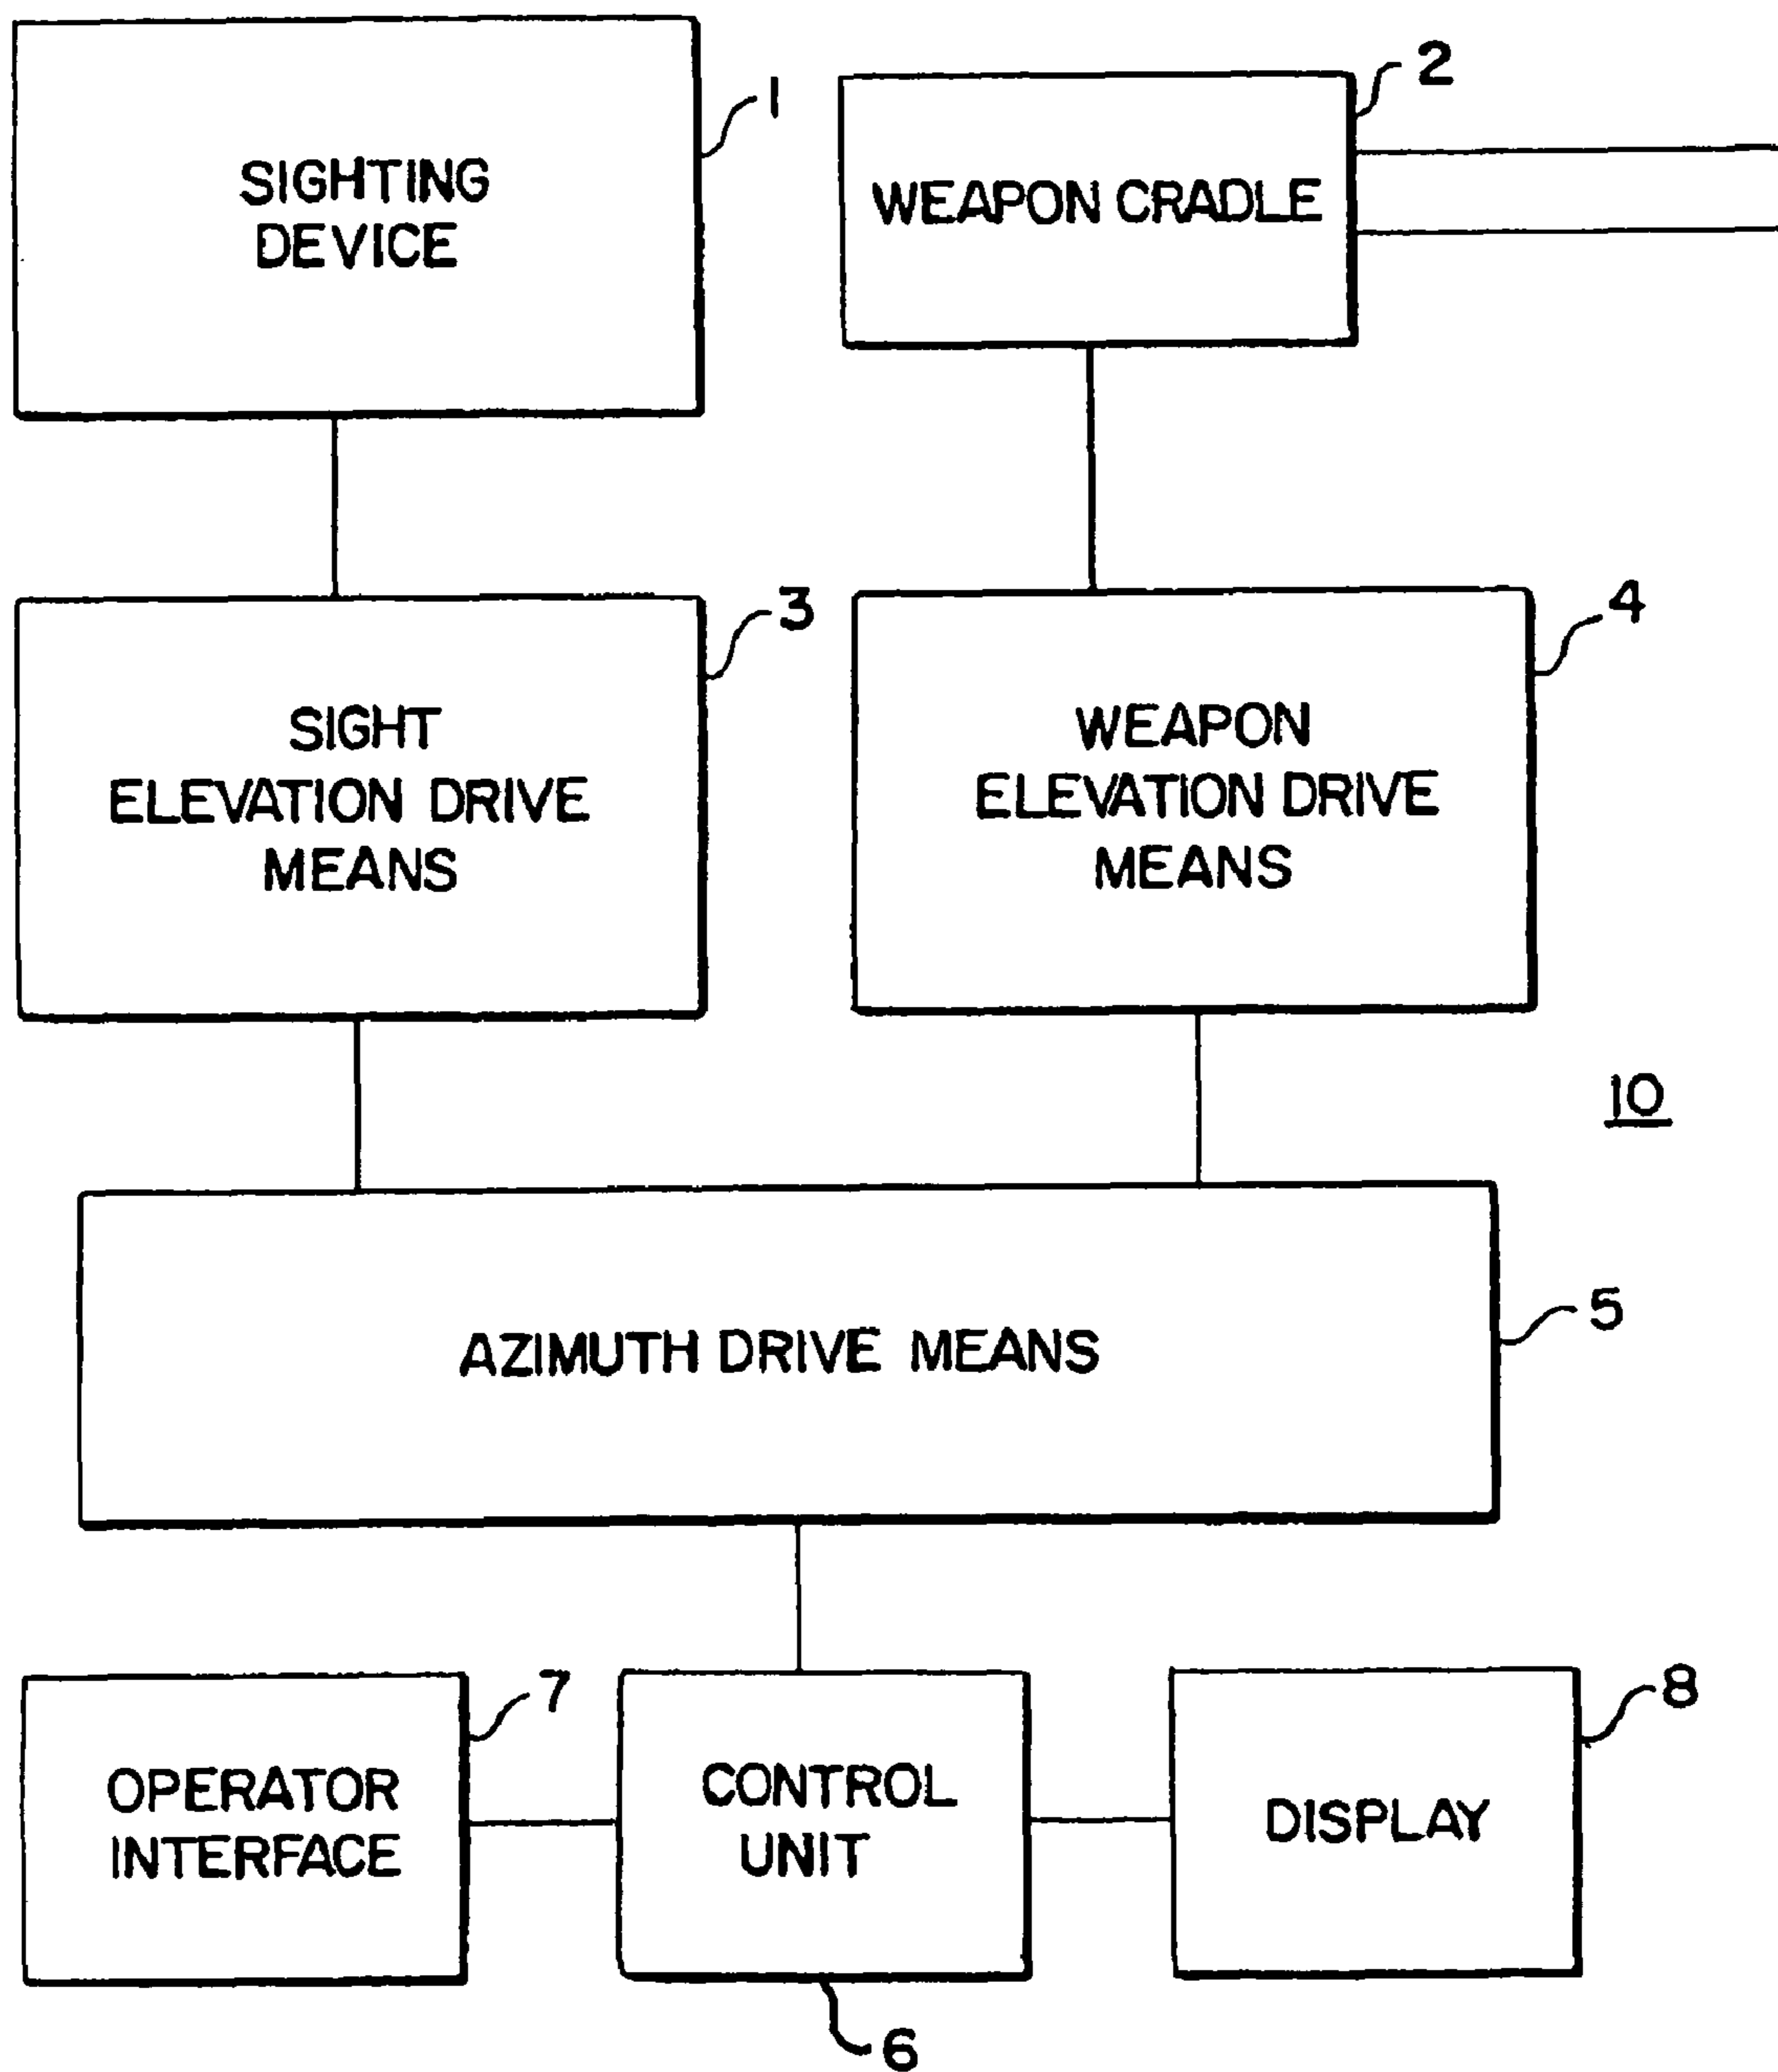 1
SIGHTING
DEVICE
2
WEAPON CRADLE
3
SIGHT
ELEVATION DRIVE
MEANS
4
WEAPON
ELEVATION DRIVE
MEANS
10
5
AZIMUTH DRIVE MEANS
7
OPERATOR
INTERFACE
CONTROL
UNIT
6
8
DISPLAY